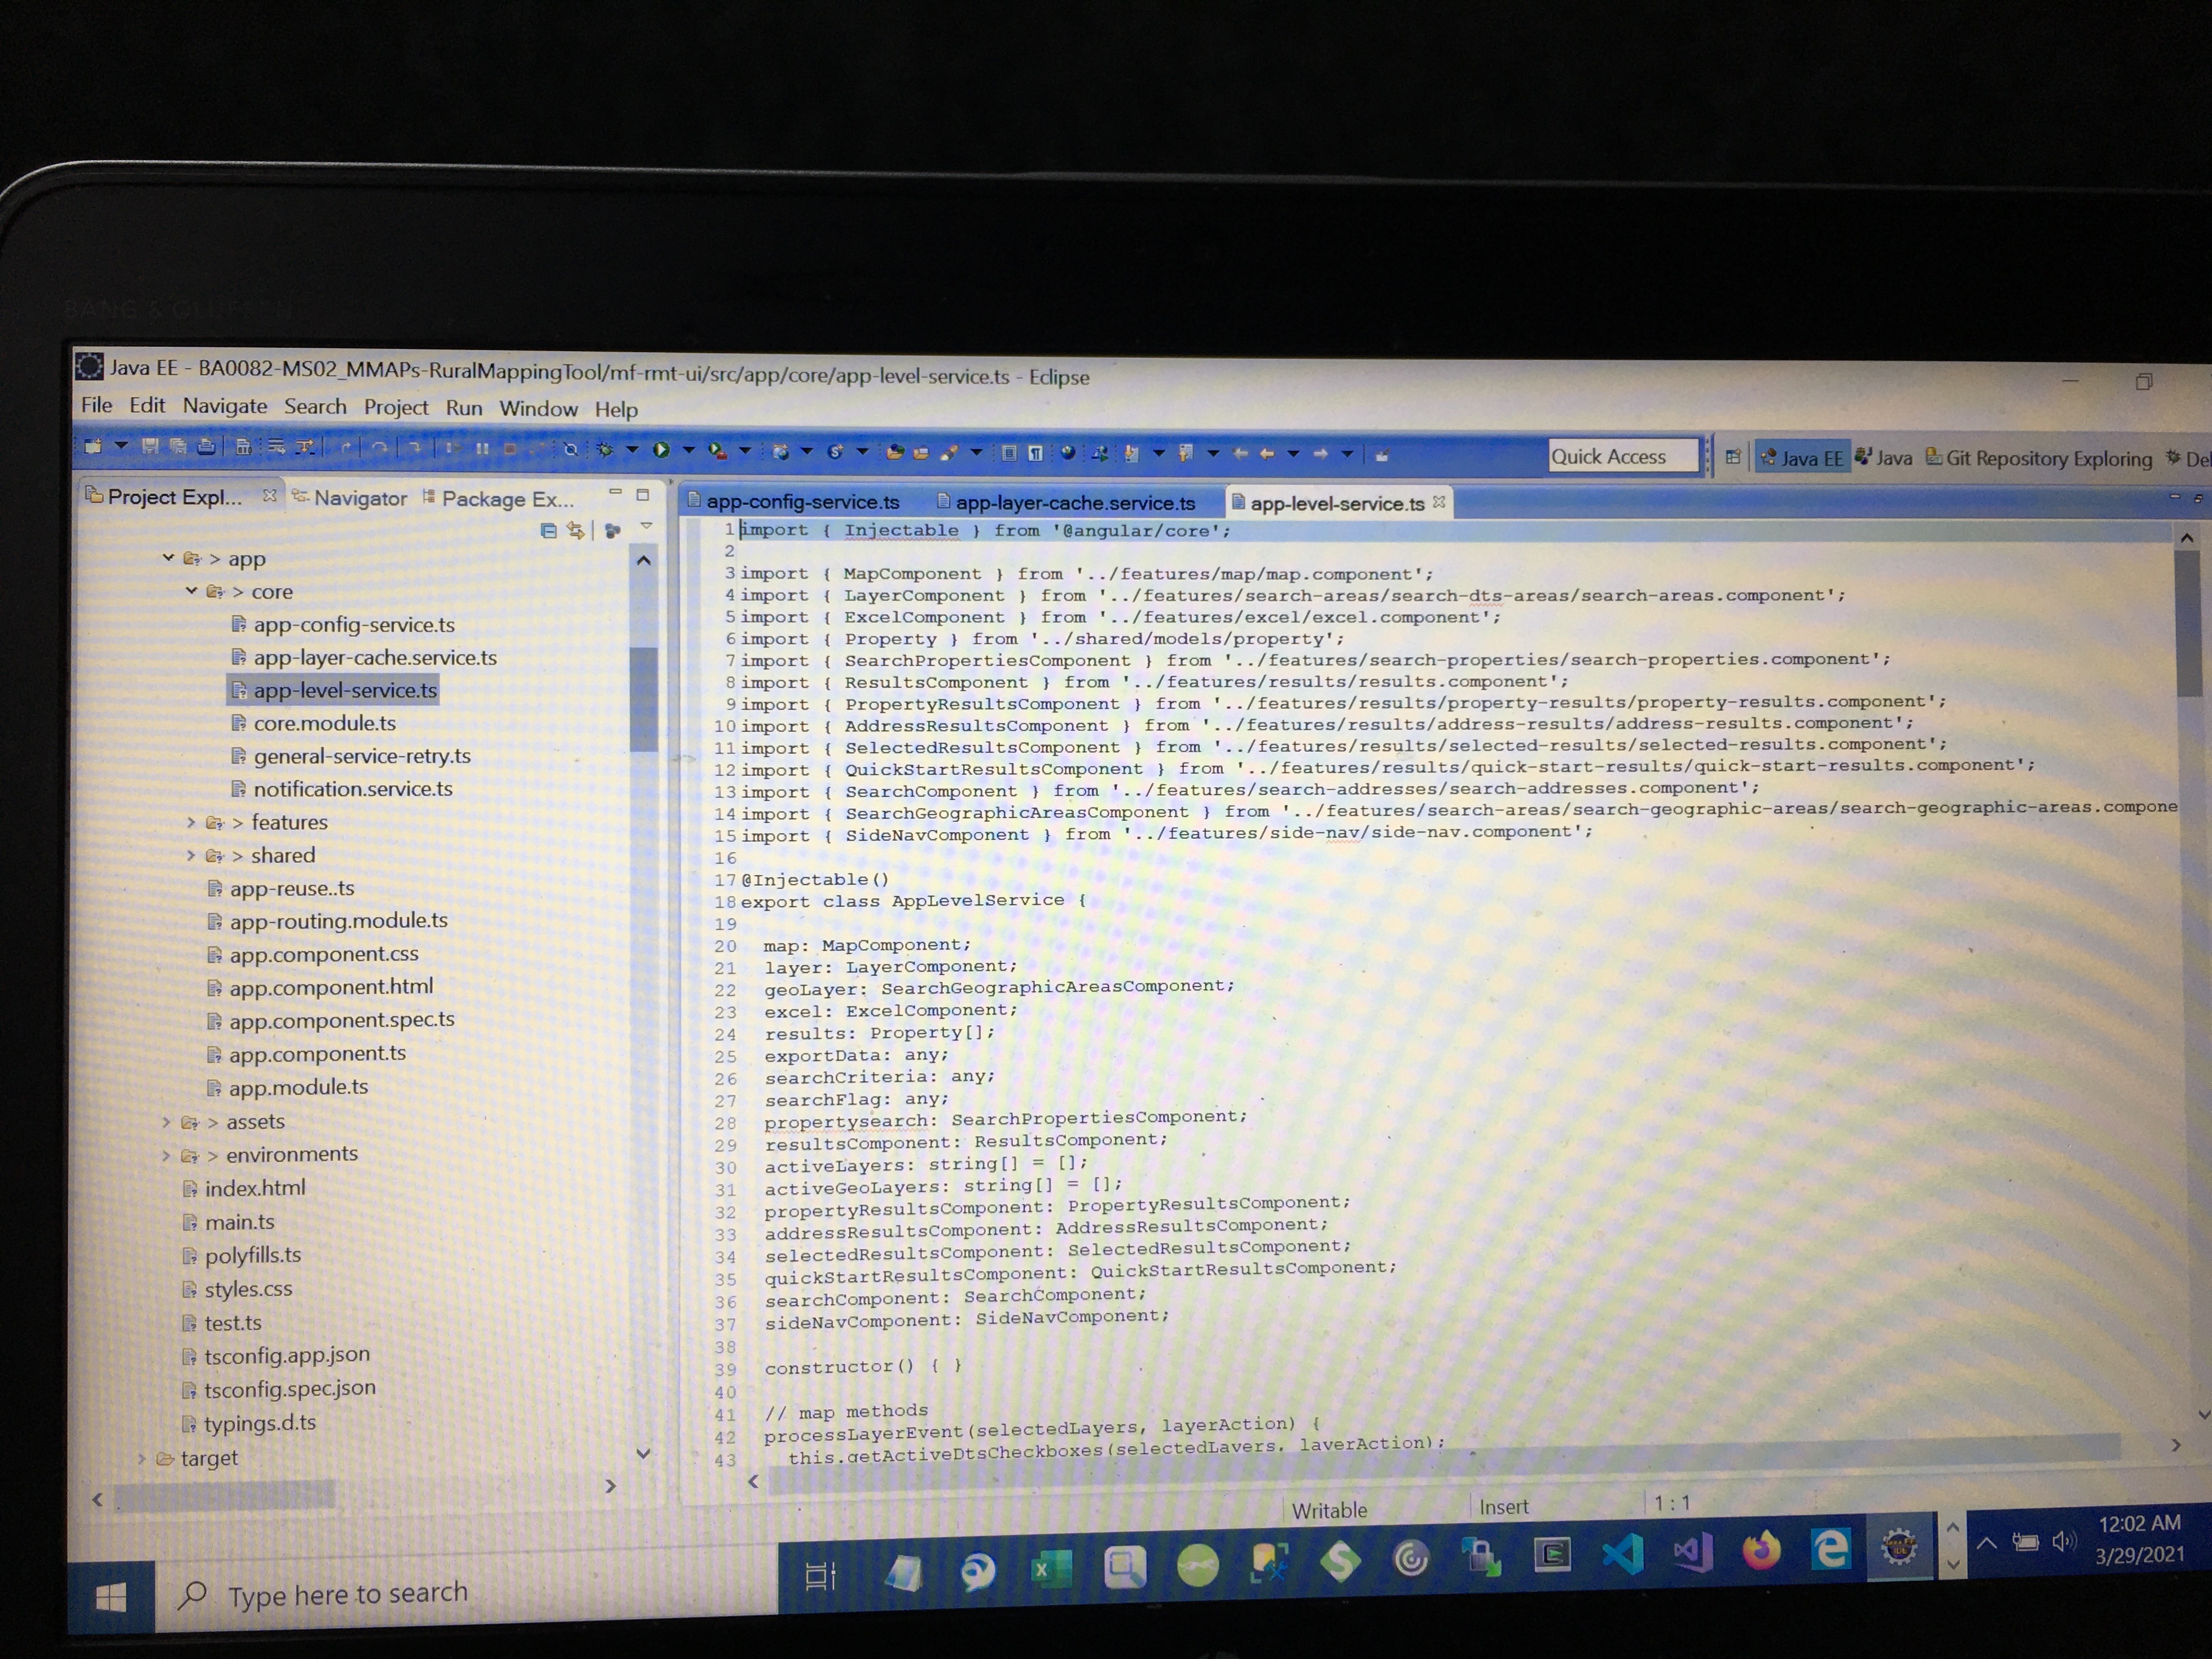 BANG & OLUFSEN
Java EE - BA0082-MS02_MMAPs-RuralMappingTool/mf-rmt-ui/src/app/core/app-level-service.ts - Eclipse
File Edit Navigate Search Project Run Window Help
Quick Access
Java EE Java Git Repository Exploring
Project Expl... Navigator Package Ex...
app-config-service.ts app-layer-cache.service.ts app-level-service.ts
> app
> core
app-config-service.ts
app-layer-cache.service.ts
app-level-service.ts
core.module.ts
general-service-retry.ts
notification.service.ts
> features
> shared
app-reuse..ts
app-routing.module.ts
app.component.css
app.component.html
app.component.spec.ts
app.component.ts
app.module.ts
> assets
> environments
index.html
main.ts
polyfills.ts
styles.css
test.ts
tsconfig.app.json
tsconfig.spec.json
typings.d.ts
target
1 import { Injectable } from '@angular/core';
2
3 import { MapComponent } from '../features/map/map.component';
4 import { LayerComponent } from '../features/search-areas/search-dts-areas/search-areas.component';
5 import { ExcelComponent } from '../features/excel/excel.component';
6 import { Property } from '../shared/models/property';
7 import { SearchPropertiesComponent } from '../features/search-properties/search-properties.component';
8 import { ResultsComponent } from '../features/results/results.component';
9 import { PropertyResultsComponent } from '../features/results/property-results/property-results.component';
10 import { AddressResultsComponent } from '../features/results/address-results/address-results.component';
11 import { SelectedResultsComponent } from '../features/results/selected-results/selected-results.component';
12 import { QuickStartResultsComponent } from '../features/results/quick-start-results/quick-start-results.component';
13 import { SearchComponent } from '../features/search-addresses/search-addresses.component';
14 import { SearchGeographicAreasComponent } from '../features/search-areas/search-geographic-areas/search-geographic-areas.compone
15 import { SideNavComponent } from '../features/side-nav/side-nav.component';
16
17 @Injectable()
18 export class AppLevelService {
19
20 map: MapComponent;
21 layer: LayerComponent;
22 geoLayer: SearchGeographicAreasComponent;
23 excel: ExcelComponent;
24 results: Property[];
25 exportData: any;
26 searchCriteria: any;
27 searchFlag: any;
28 propertysearch: SearchPropertiesComponent;
29 resultsComponent: ResultsComponent;
30 activeLayers: string[] = [];
31 activeGeoLayers: string[] = [];
32 propertyResultsComponent: PropertyResultsComponent;
33 addressResultsComponent: AddressResultsComponent;
34 selectedResultsComponent: SelectedResultsComponent;
35 quickStartResultsComponent: QuickStartResultsComponent;
36 searchComponent: SearchComponent;
37 sideNavComponent: SideNavComponent;
38
39 constructor() { }
40
41 // map methods
42 processLayerEvent(selectedLayers, layerAction) {
43 this.getActiveDtsCheckboxes(selectedLayers, layerAction);
Writable Insert 1 : 1
Type here to search
12:02 AM
3/29/2021